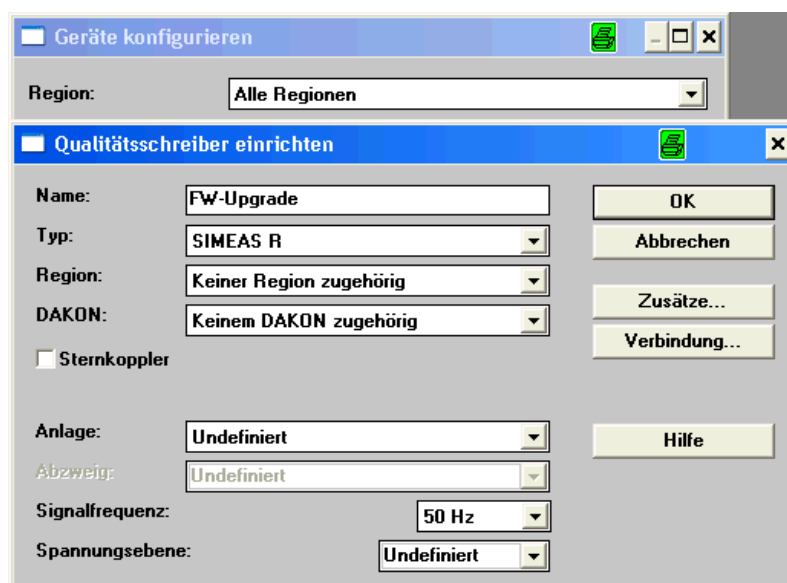 Geräte konfigurieren
Region: Alle Regionen
Qualitätsschreiber einrichten
Name: FW-Upgrade OK
Typ: SIMEAS R Abbrechen
Region: Keiner Region zugehörig
DAKON: Keinem DAKON zugehörig Zusätze...
Verbindung...
Sternkoppler
Anlage: Undefiniert Hilfe
Abzweig: Undefiniert
Signalfrequenz: 50 Hz
Spannungsebene: Undefiniert